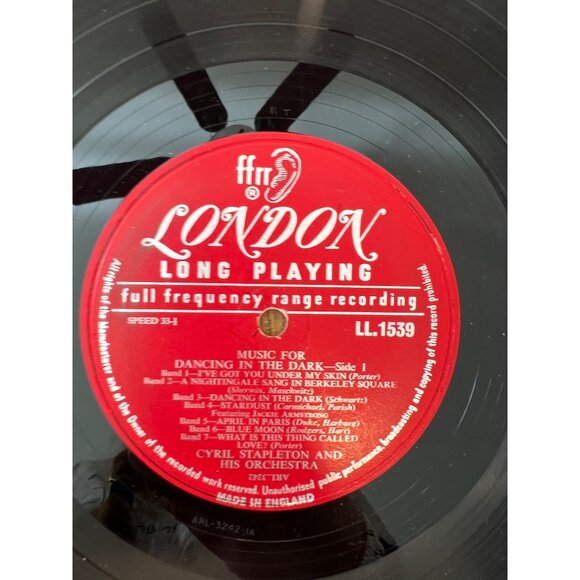 ffrr
®
LONDON
LONG PLAYING
full frequency range recording
SPEED 33-⅓
LL.1539
MUSIC FOR
DANCING IN THE DARK—Side 1
Band 1—I'VE GOT YOU UNDER MY SKIN (Porter)
Band 2—A NIGHTINGALE SANG IN BERKELEY SQUARE
(Sherwin, Maschwitz)
Band 3—DANCING IN THE DARK (Schwartz)
Band 4—STARDUST (Carmichael, Parish)
Featuring JACKIE ARMSTRONG
Band 5—APRIL IN PARIS (Duke, Harburg)
Band 6—BLUE MOON (Rodgers, Hart)
Band 7—WHAT IS THIS THING CALLED
LOVE? (Porter)
CYRIL STAPLETON AND
HIS ORCHESTRA
ARL.3242
All rights of the Manufacturer and of the Owner of the recorded work reserved. Unauthorised public performance, broadcasting and copying of this record prohibited.
MADE IN ENGLAND
ARL-3242-1A